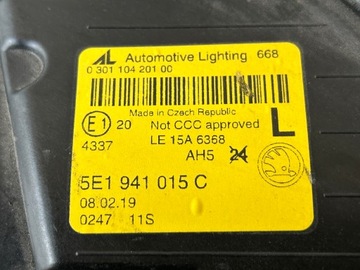 AL Automotive Lighting 668
0 301 104 201 00
Made in Czech Republic
E1 20 Not CCC approved L
4337 LE 15A 6368
AH5 24
5E1 941 015 C
08.02.19
0247 11S